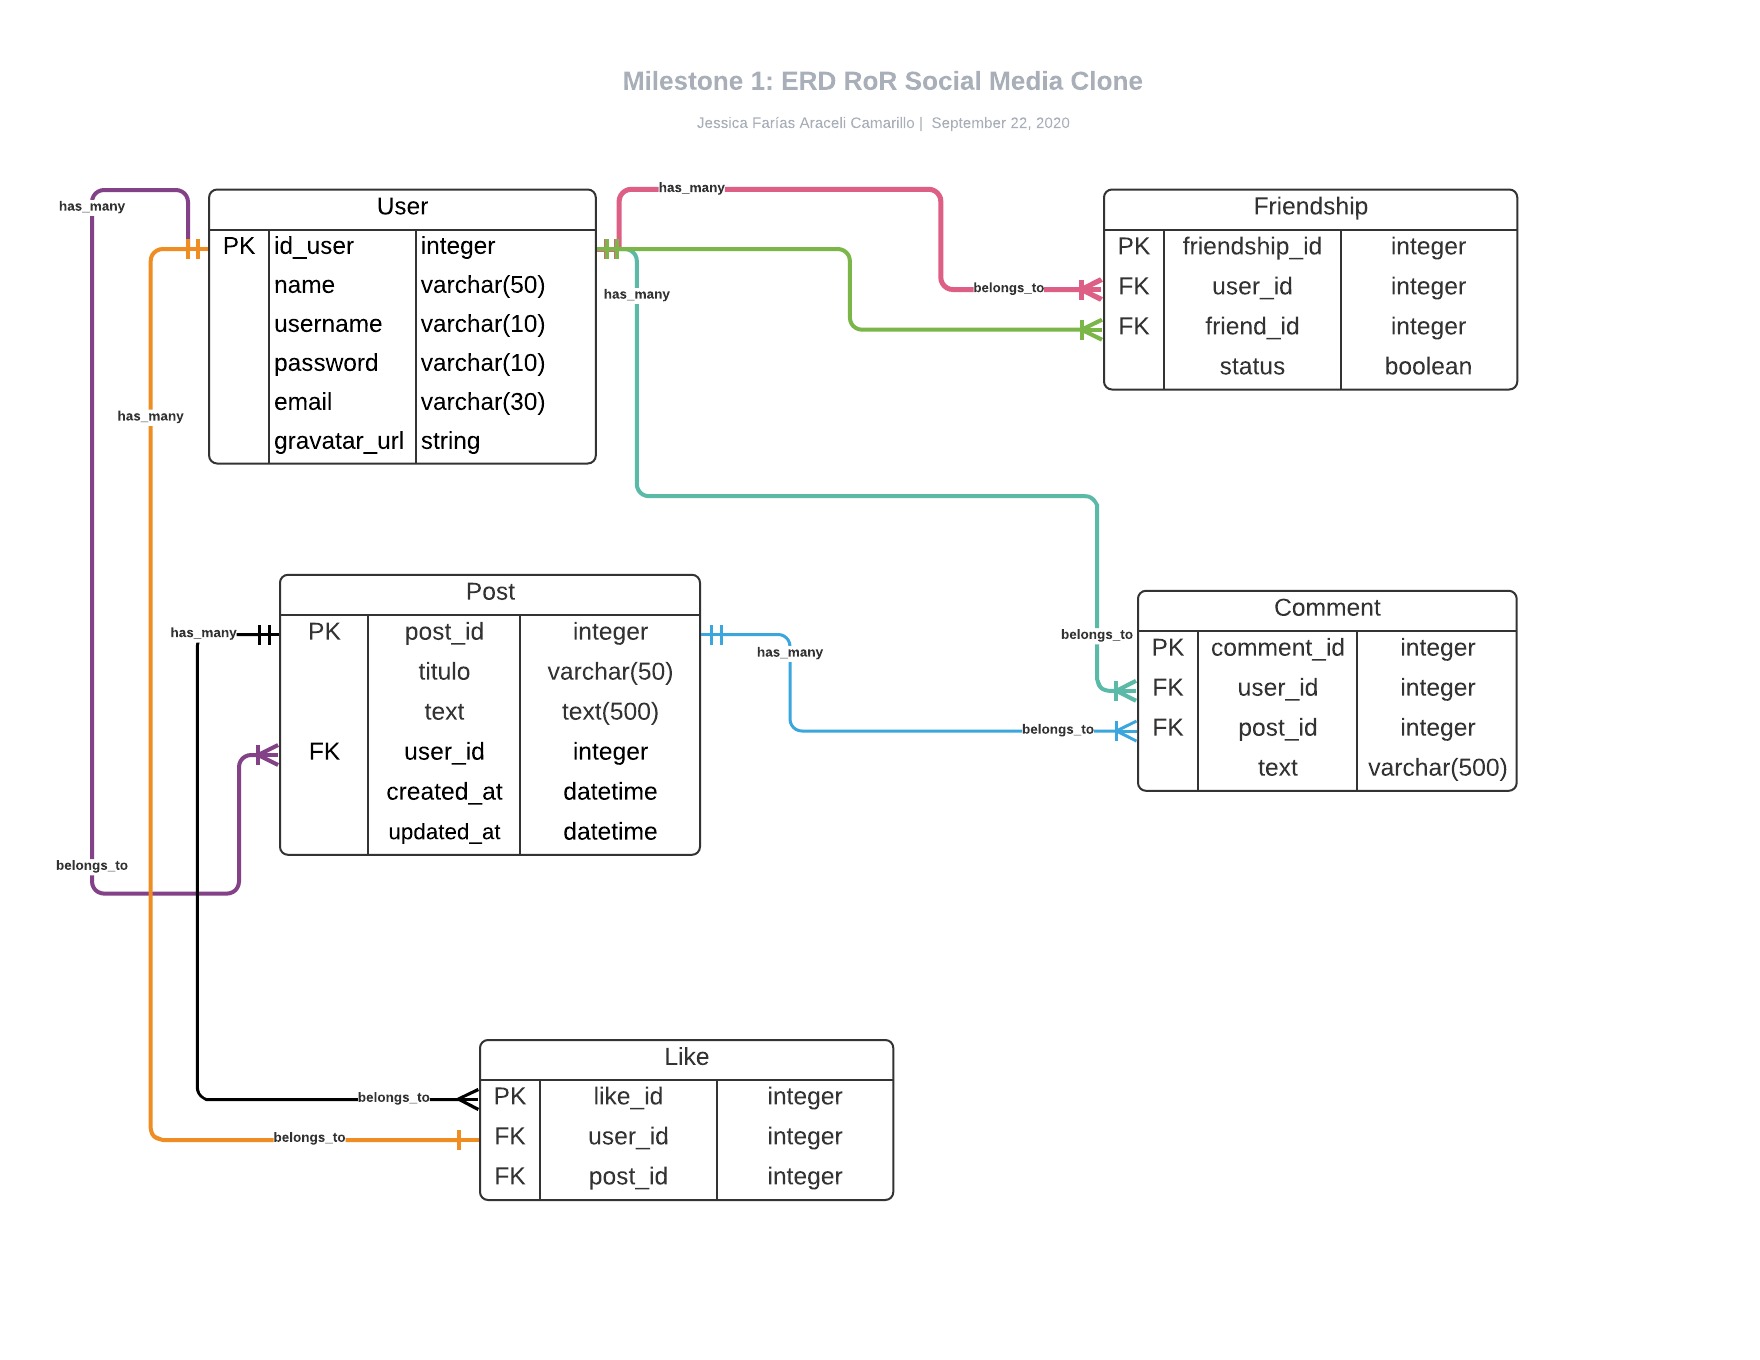 Milestone 1: ERD RoR Social Media Clone
Jessica Farías Araceli Camarillo | September 22, 2020
has_many
has_many
has_many
has_many
belongs_to
User
PK id_user integer
name varchar(50)
username varchar(10)
password varchar(10)
email varchar(30)
gravatar_url string
has_many
belongs_to
Friendship
PK friendship_id integer
FK user_id integer
FK friend_id integer
status boolean
Post
PK post_id integer
titulo varchar(50)
text text(500)
FK user_id integer
created_at datetime
updated_at datetime
has_many
belongs_to
belongs_to
belongs_to
Comment
PK comment_id integer
FK user_id integer
FK post_id integer
text varchar(500)
belongs_to
belongs_to
Like
PK like_id integer
FK user_id integer
FK post_id integer